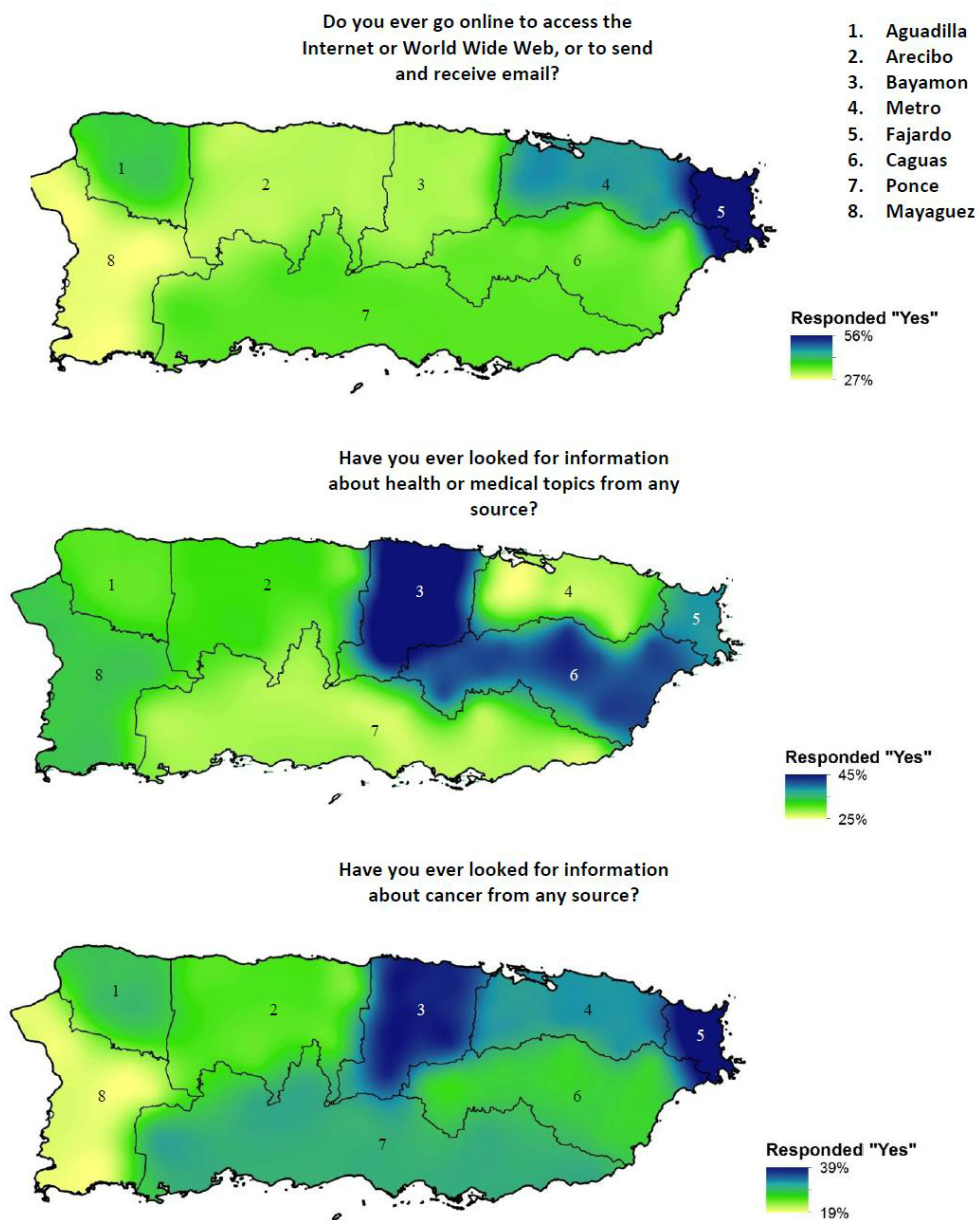 Do you ever go online to access the
Internet or World Wide Web, or to send
and receive email?
1. Aguadilla
2. Arecibo
3. Bayamon
4. Metro
5. Fajardo
6. Caguas
7. Ponce
8. Mayaguez
1
2
3
4
5
6
7
8
Responded "Yes"
56%
27%
Have you ever looked for information
about health or medical topics from any
source?
1
2
3
4
5
6
7
8
Responded "Yes"
45%
25%
Have you ever looked for information
about cancer from any source?
1
2
3
4
5
6
7
8
Responded "Yes"
39%
19%